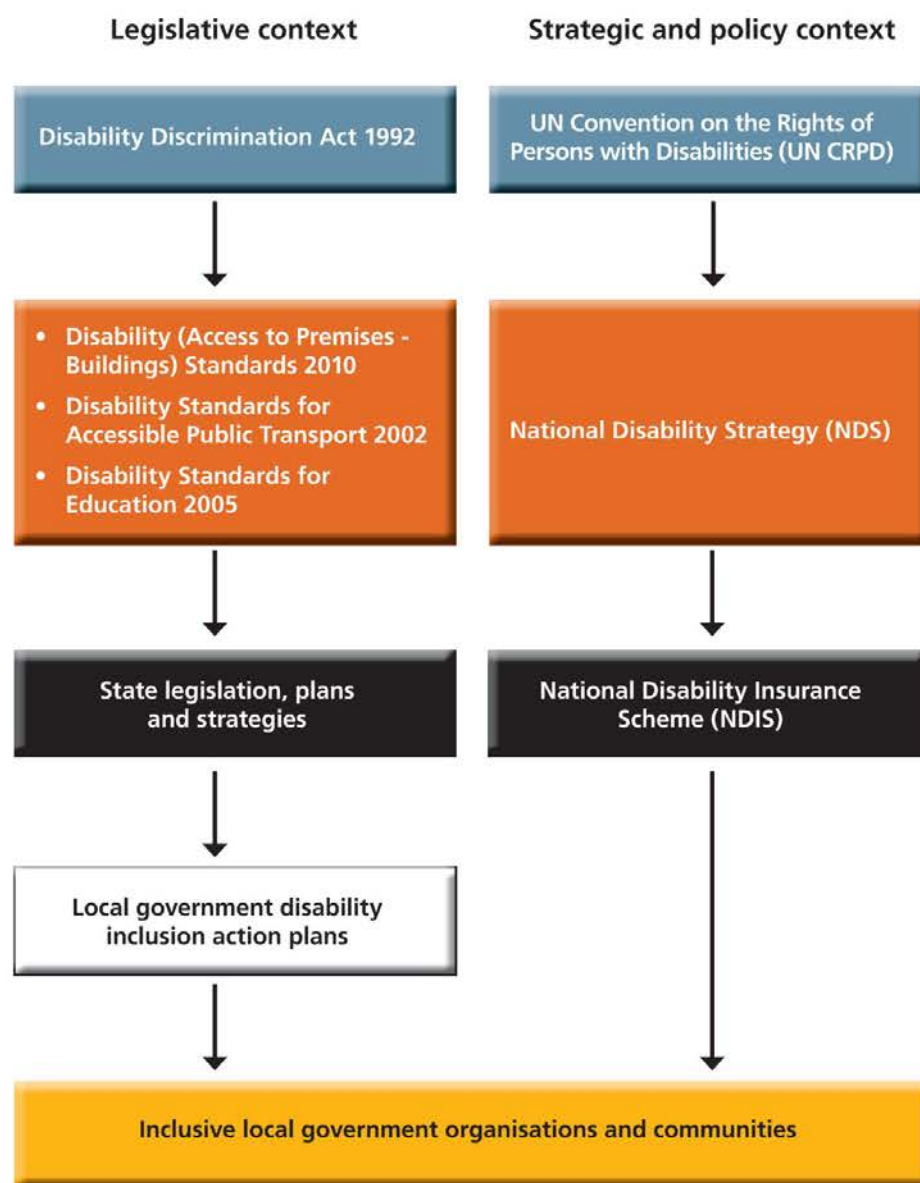 Legislative context
Strategic and policy context
Disability Discrimination Act 1992
UN Convention on the Rights of
Persons with Disabilities (UN CRPD)
• Disability (Access to Premises -
Buildings) Standards 2010
• Disability Standards for
Accessible Public Transport 2002
• Disability Standards for
Education 2005
National Disability Strategy (NDS)
State legislation, plans
and strategies
National Disability Insurance
Scheme (NDIS)
Local government disability
inclusion action plans
Inclusive local government organisations and communities